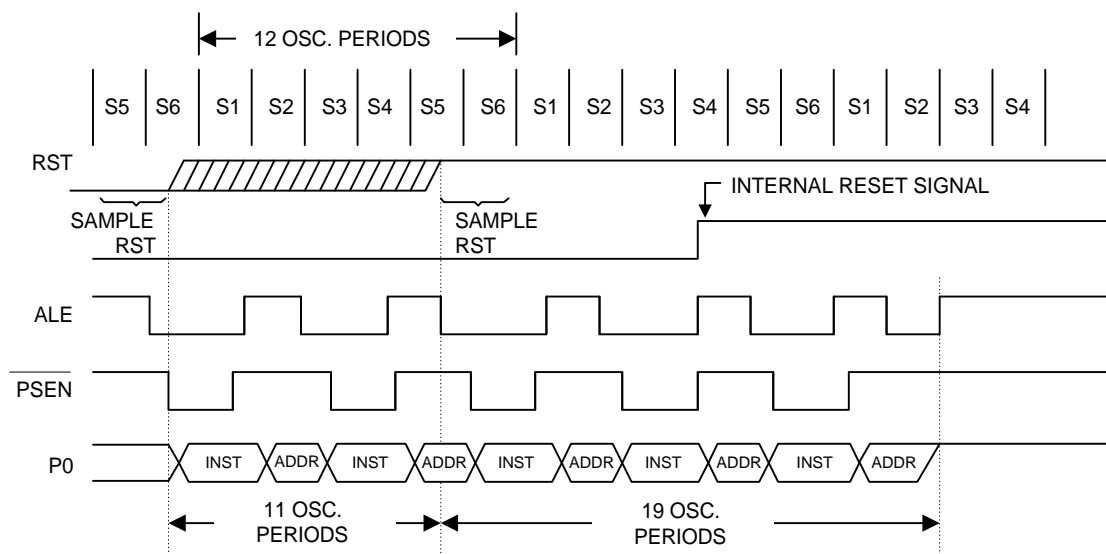 12 OSC. PERIODS
S5 S6 S1 S2 S3 S4 S5 S6 S1 S2 S3 S4 S5 S6 S1 S2 S3 S4
RST
INTERNAL RESET SIGNAL
SAMPLE
RST
SAMPLE
RST
ALE
PSEN
P0
INST ADDR INST ADDR INST ADDR INST ADDR INST ADDR
11 OSC.
PERIODS
19 OSC.
PERIODS